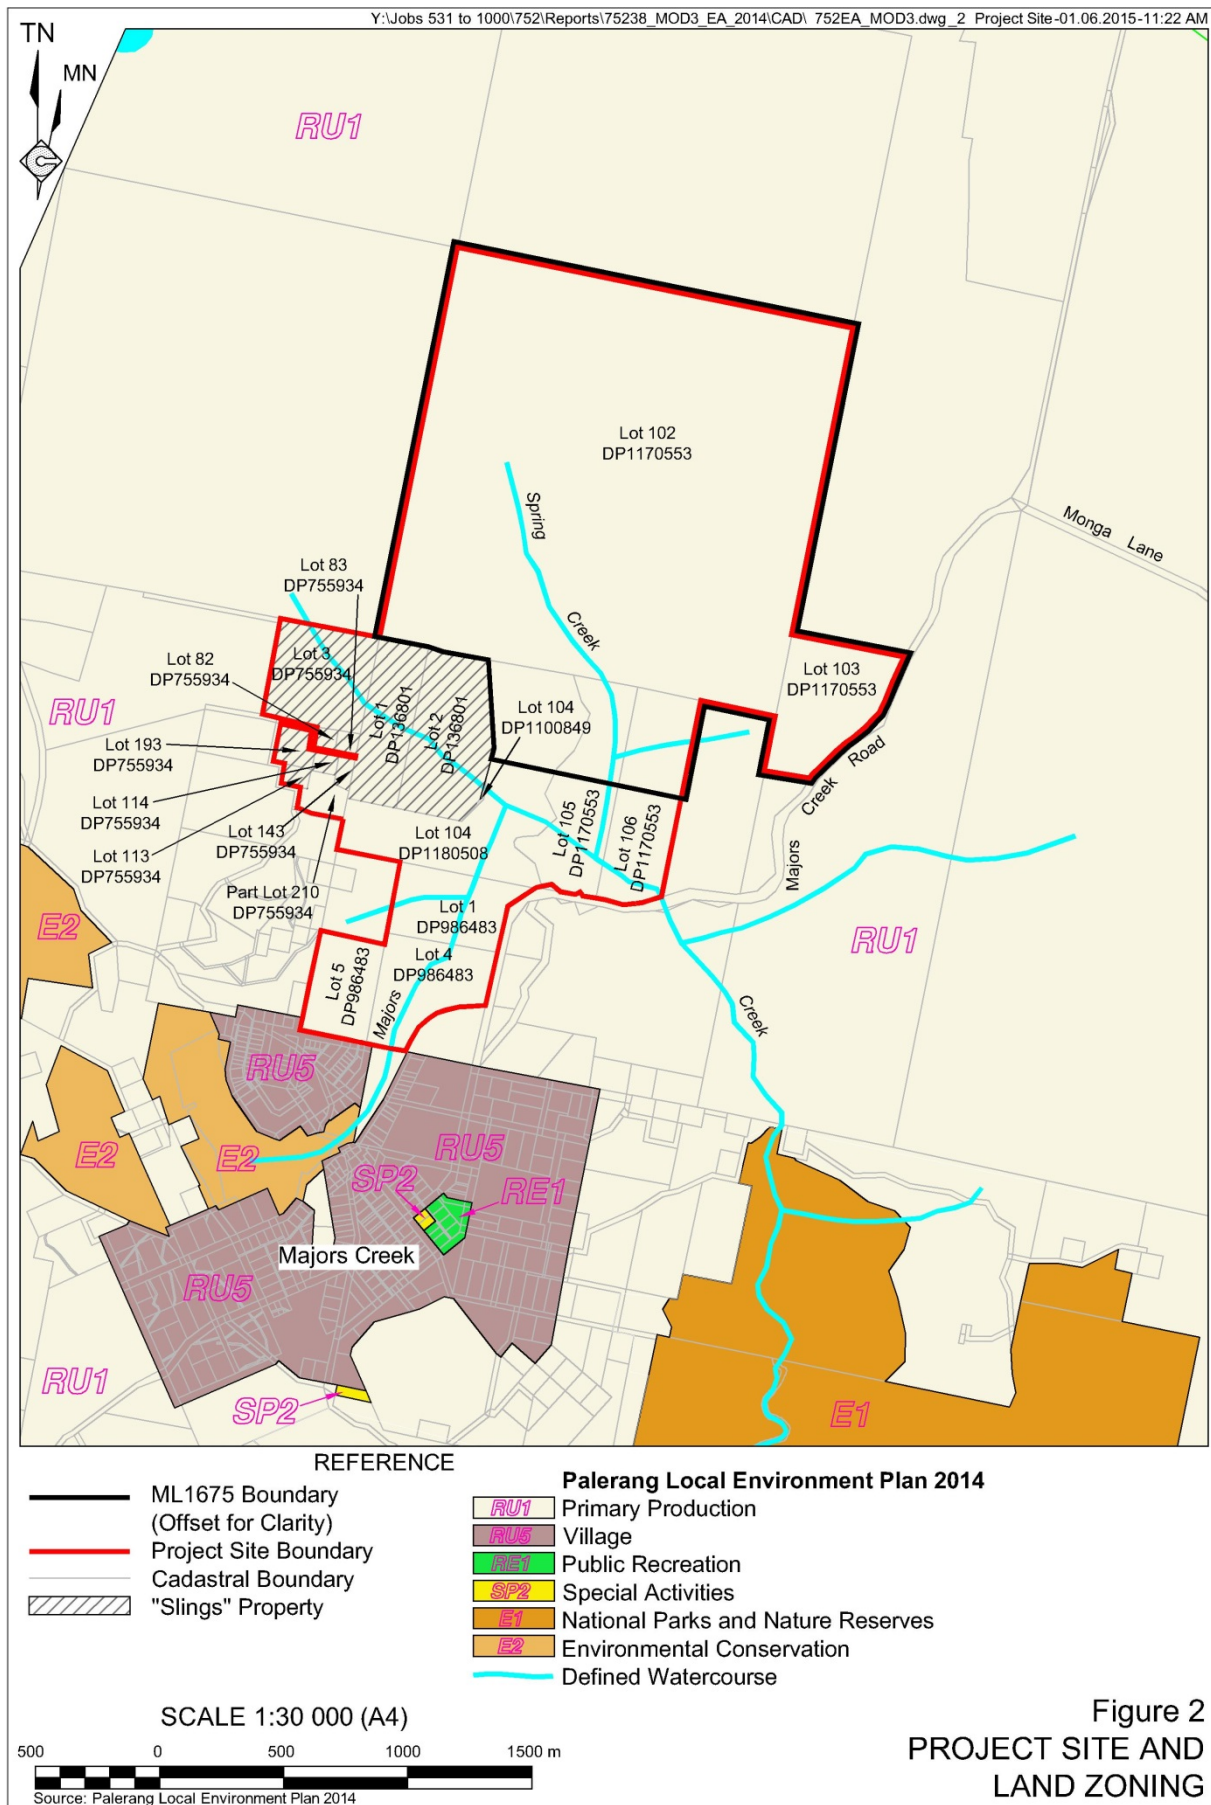 Y:\Jobs 531 to 1000\752\Reports\75238_MOD3_EA_2014\CAD\ 752EA_MOD3.dwg_2 Project Site-01.06.2015-11:22 AM
TN
MN
RU1
Lot 102
DP1170553
Spring
Creek
Monga Lane
Lot 83
DP755934
Lot 82
DP755934
Lot 3
DP755934
Lot 1
DP136801
Lot 2
DP136801
Lot 104
DP1100849
Lot 103
DP1170553
RU1
Lot 193
DP755934
Lot 114
DP755934
Lot 113
DP755934
Lot 143
DP755934
Part Lot 210
DP755934
Lot 104
DP1180508
Lot 105
DP1170553
Lot 106
DP1170553
Majors
Creek
Road
Lot 1
DP986483
Lot 4
DP986483
Lot 5
DP986483
Majors
Creek
E2
RU1
RU5
E2
E2
RU5
SP2
RE1
Majors Creek
RU5
RU1
SP2
E1
REFERENCE
ML1675 Boundary
(Offset for Clarity)
Project Site Boundary
Cadastral Boundary
"Slings" Property
Palerang Local Environment Plan 2014
RU1 Primary Production
RU5 Village
RE1 Public Recreation
SP2 Special Activities
E1 National Parks and Nature Reserves
E2 Environmental Conservation
Defined Watercourse
SCALE 1:30 000 (A4)
500 0 500 1000 1500 m
Source: Palerang Local Environment Plan 2014
Figure 2
PROJECT SITE AND
LAND ZONING